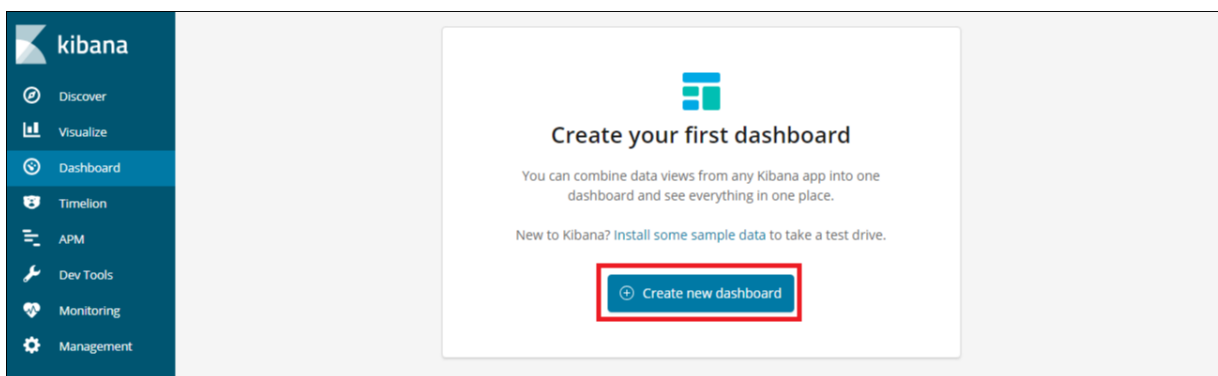 kibana
Discover
Visualize
Dashboard
Timelion
APM
Dev Tools
Monitoring
Management
Create your first dashboard
You can combine data views from any Kibana app into one
dashboard and see everything in one place.
New to Kibana? Install some sample data to take a test drive.
Create new dashboard